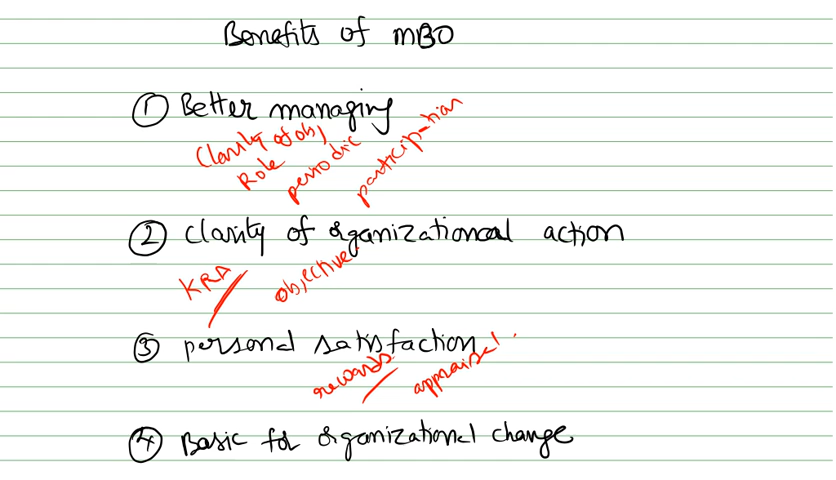 Benefits of MBO
① Better managing
Clarity of obj
Role
periodic
participation
② clarity of organizational action
KRA
objective
③ personal satisfaction
rewards
appraisal
④ Basic for organizational change